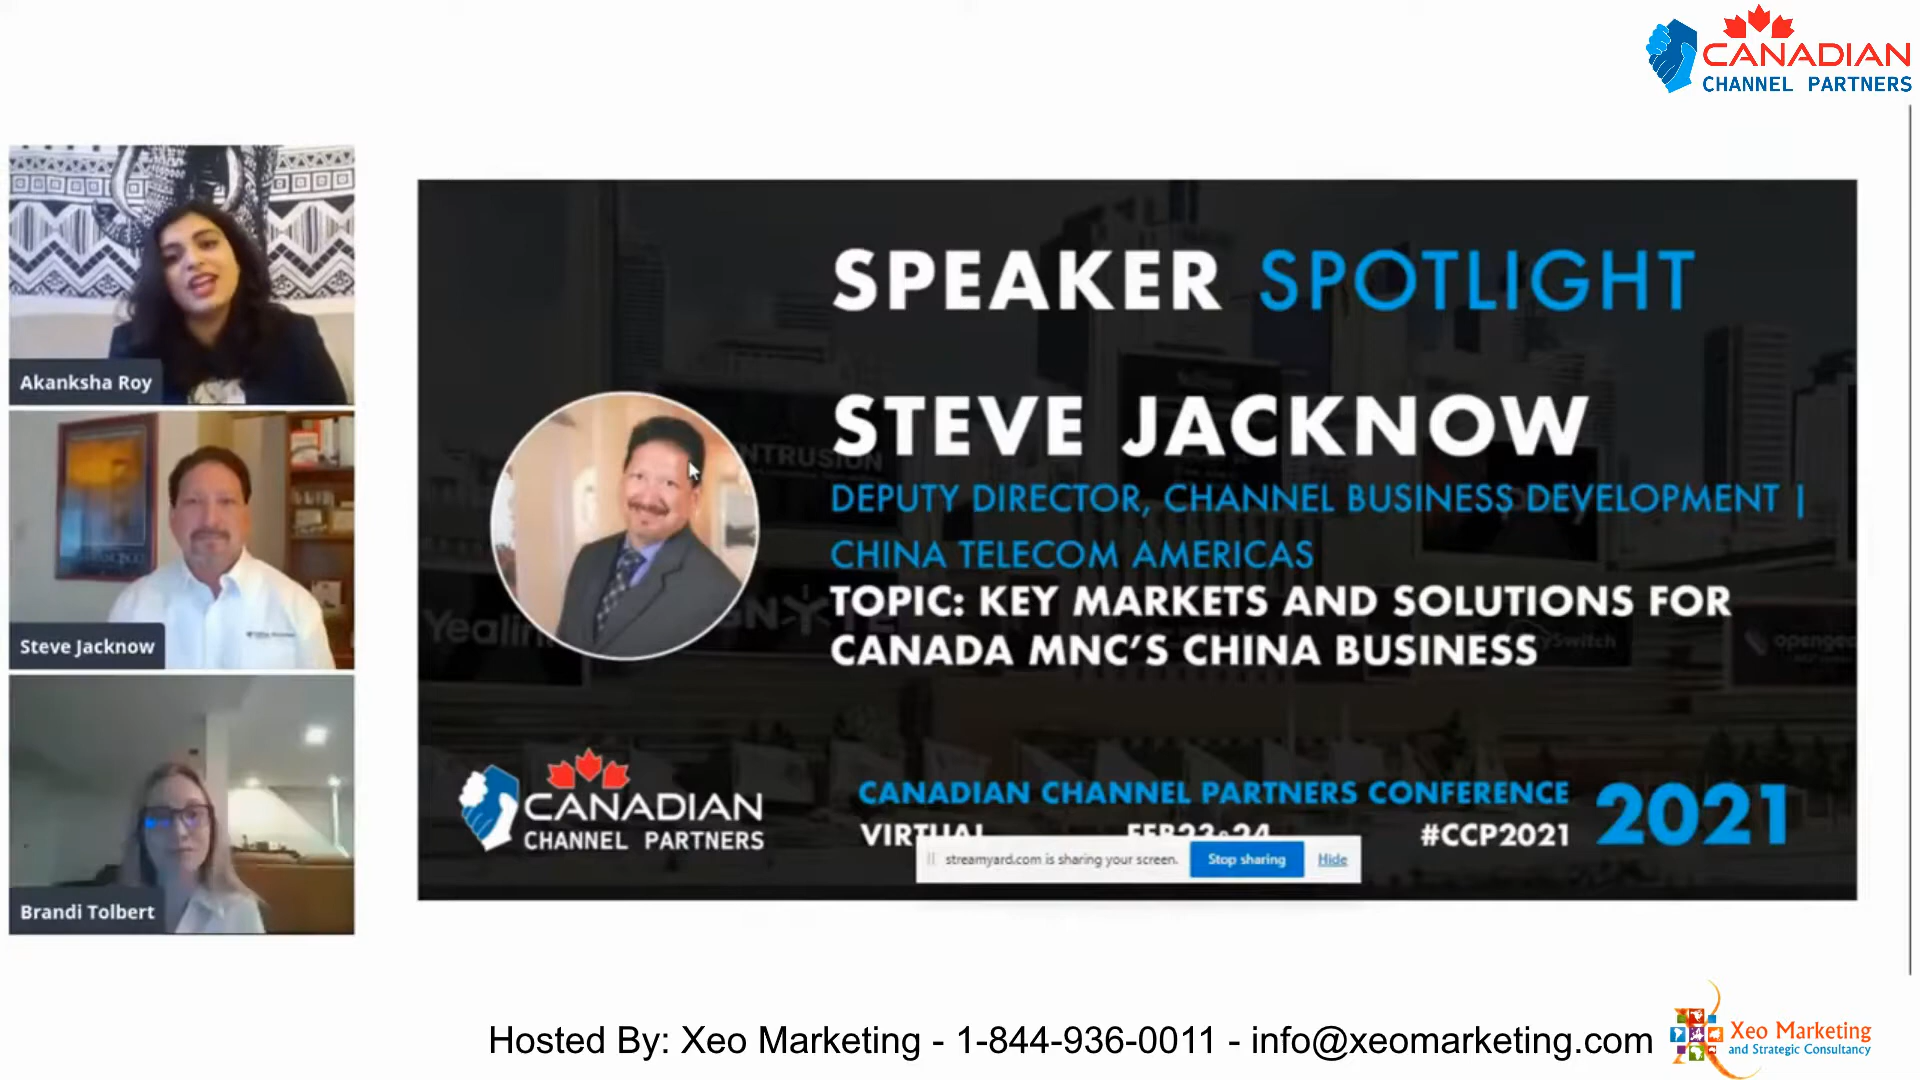 CANADIAN
CHANNEL PARTNERS
Akanksha Roy
Steve Jacknow
Brandi Tolbert
SPEAKER SPOTLIGHT
STEVE JACKNOW
DEPUTY DIRECTOR, CHANNEL BUSINESS DEVELOPMENT |
CHINA TELECOM AMERICAS
TOPIC: KEY MARKETS AND SOLUTIONS FOR
CANADA MNC'S CHINA BUSINESS
CANADIAN
CHANNEL PARTNERS
CANADIAN CHANNEL PARTNERS CONFERENCE 2021
VIRTUAL FEB23&24 #CCP2021
streamyard.com is sharing your screen. Stop sharing Hide
Hosted By: Xeo Marketing - 1-844-936-0011 - info@xeomarketing.com
Xeo Marketing
and Strategic Consultancy